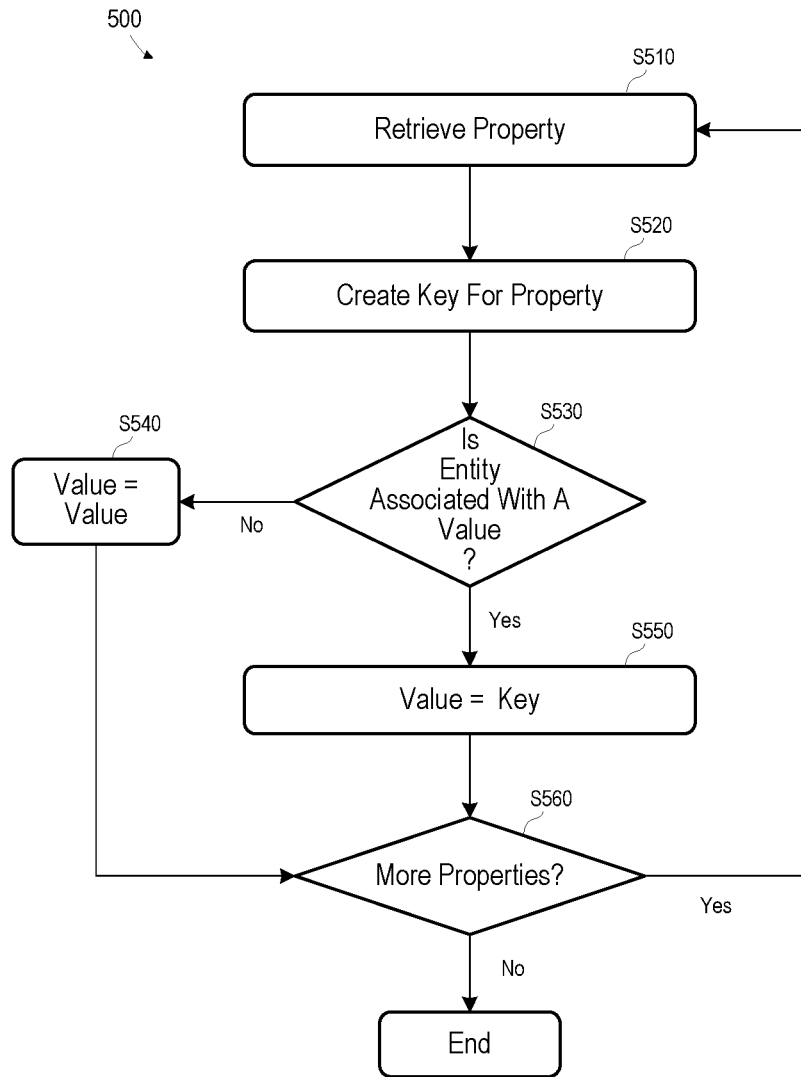 500
S510
Retrieve Property
S520
Create Key For Property
S530
Is
Entity
Associated With A
Value
?
S540
Value =
Value
No
Yes
S550
Value = Key
S560
More Properties?
Yes
No
End